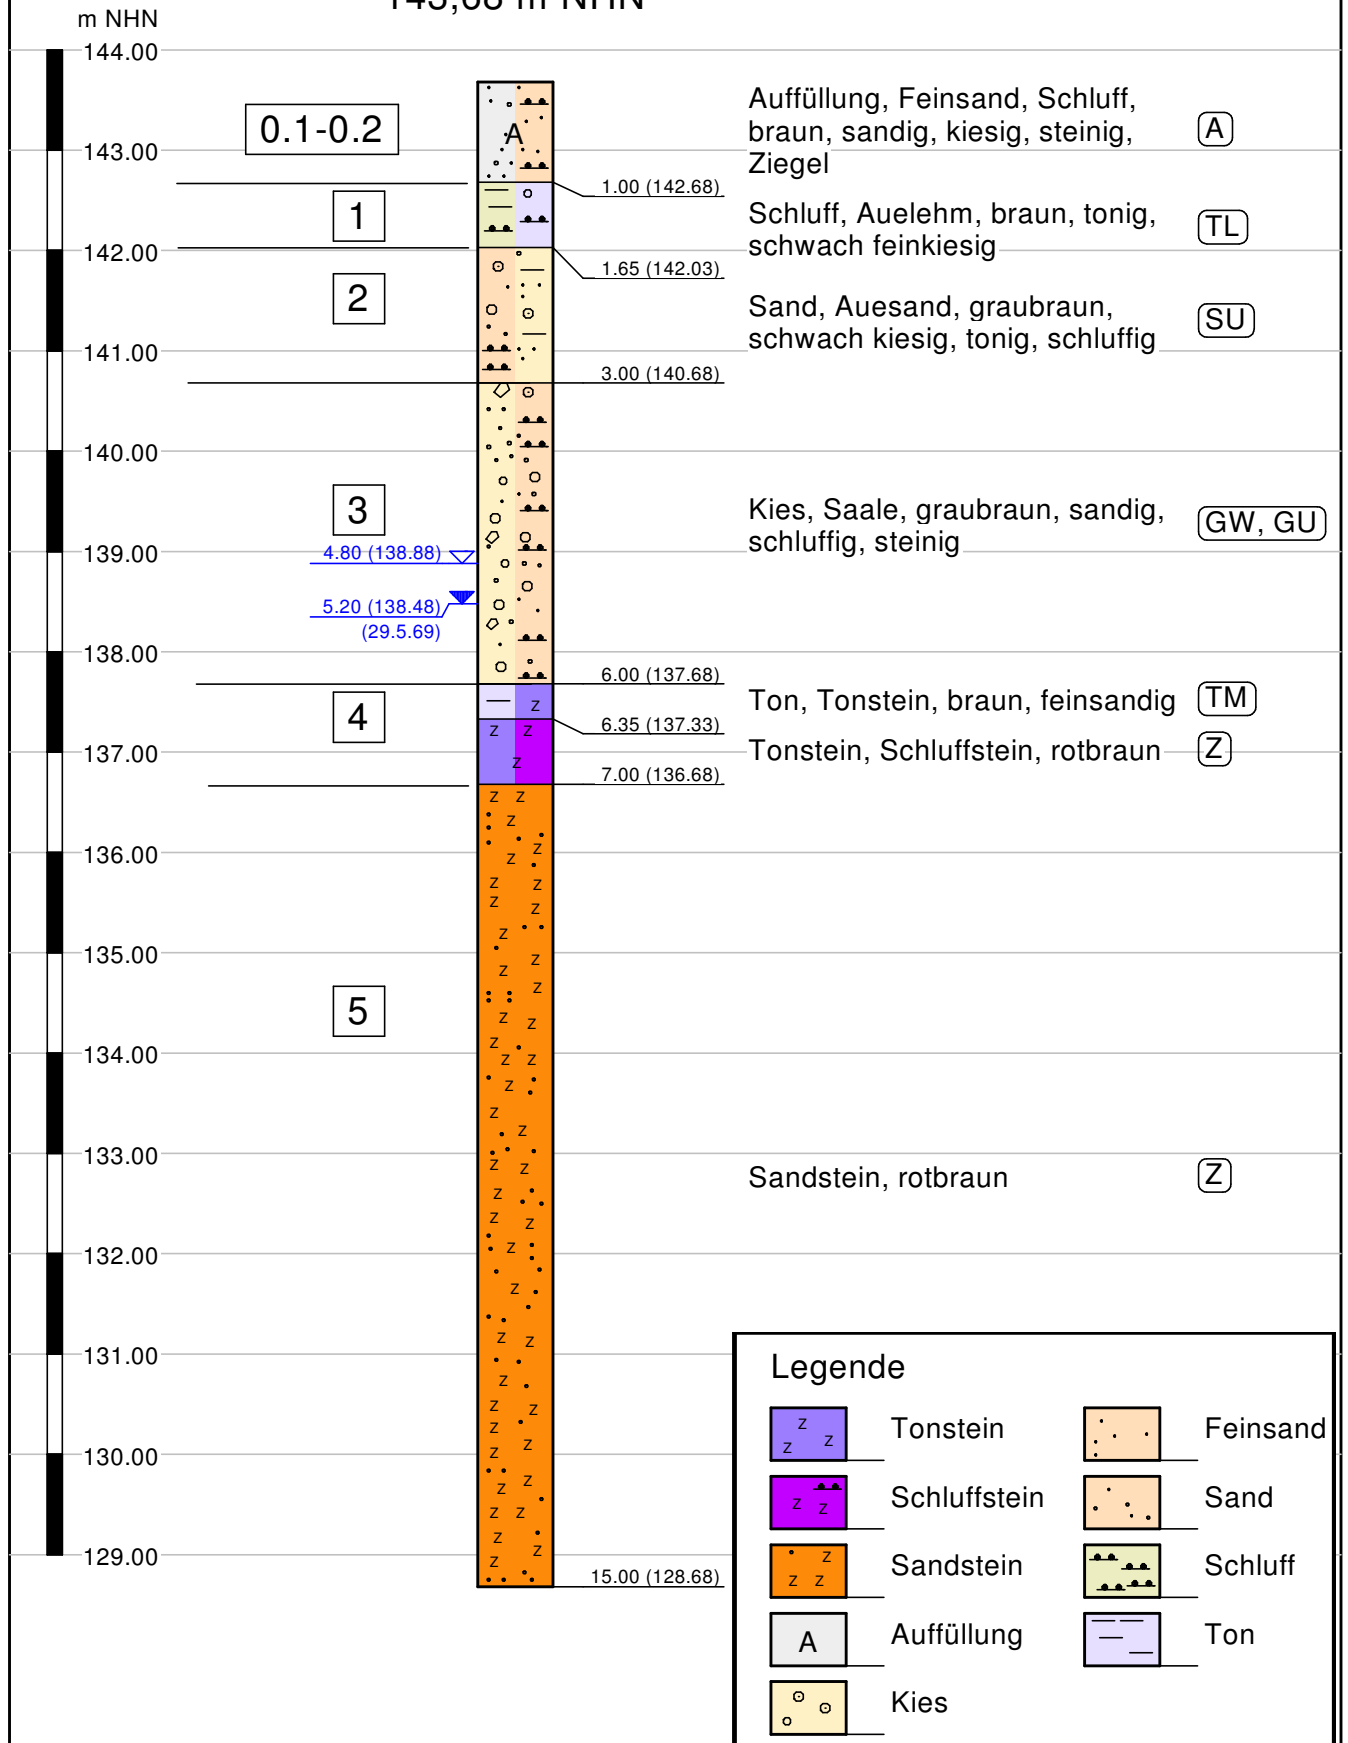 143,68 m NHN
m NHN
144.00
143.00
142.00
141.00
140.00
139.00
138.00
137.00
136.00
135.00
134.00
133.00
132.00
131.00
130.00
129.00
0.1-0.2
1
2
3
4
5
4.80 (138.88)
5.20 (138.48)
(29.5.69)
A
1.00 (142.68)
1.65 (142.03)
3.00 (140.68)
6.00 (137.68)
6.35 (137.33)
7.00 (136.68)
15.00 (128.68)
Auffüllung, Feinsand, Schluff,
braun, sandig, kiesig, steinig,
Ziegel
A
Schluff, Auelehm, braun, tonig,
schwach feinkiesig
TL
Sand, Auesand, graubraun,
schwach kiesig, tonig, schluffig
SU
Kies, Saale, graubraun, sandig,
schluffig, steinig
GW, GU
Ton, Tonstein, braun, feinsandig
TM
Tonstein, Schluffstein, rotbraun
Z
Sandstein, rotbraun
Z
Legende
Tonstein
Schluffstein
Sandstein
A
Auffüllung
Kies
Feinsand
Sand
Schluff
Ton